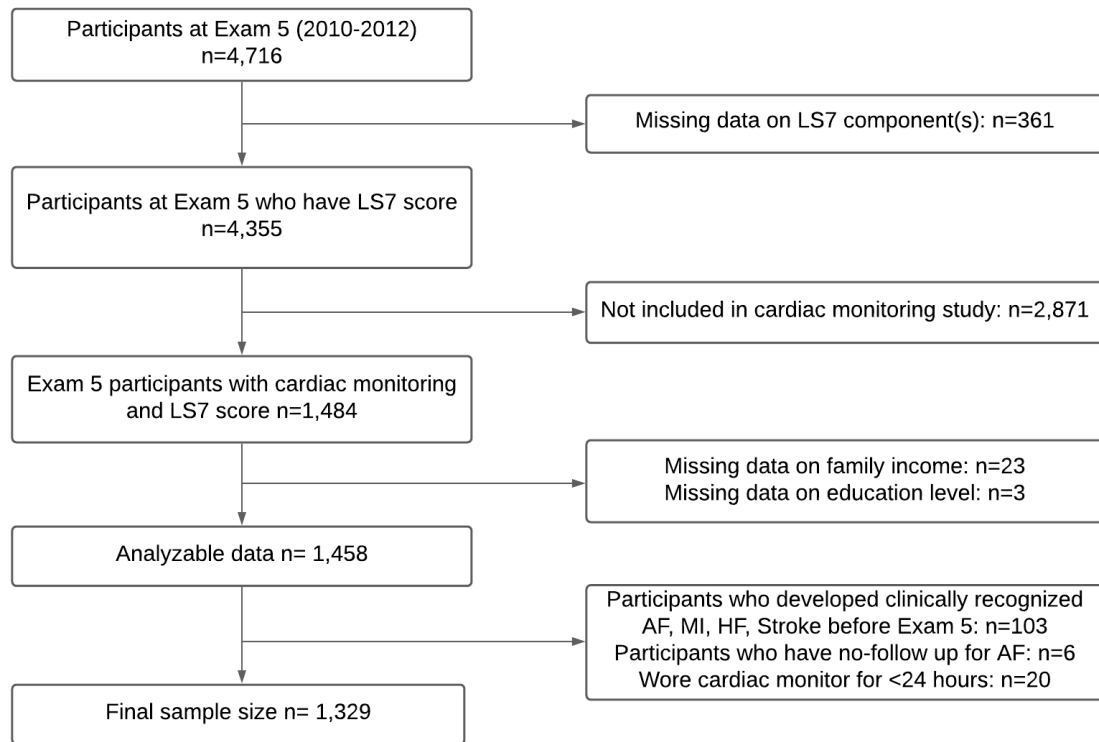 Participants at Exam 5 (2010-2012)
n=4,716
Missing data on LS7 component(s): n=361
Participants at Exam 5 who have LS7 score
n=4,355
Not included in cardiac monitoring study: n=2,871
Exam 5 participants with cardiac monitoring
and LS7 score n=1,484
Missing data on family income: n=23
Missing data on education level: n=3
Analyzable data n= 1,458
Participants who developed clinically recognized
AF, MI, HF, Stroke before Exam 5: n=103
Participants who have no-follow up for AF: n=6
Wore cardiac monitor for <24 hours: n=20
Final sample size n= 1,329